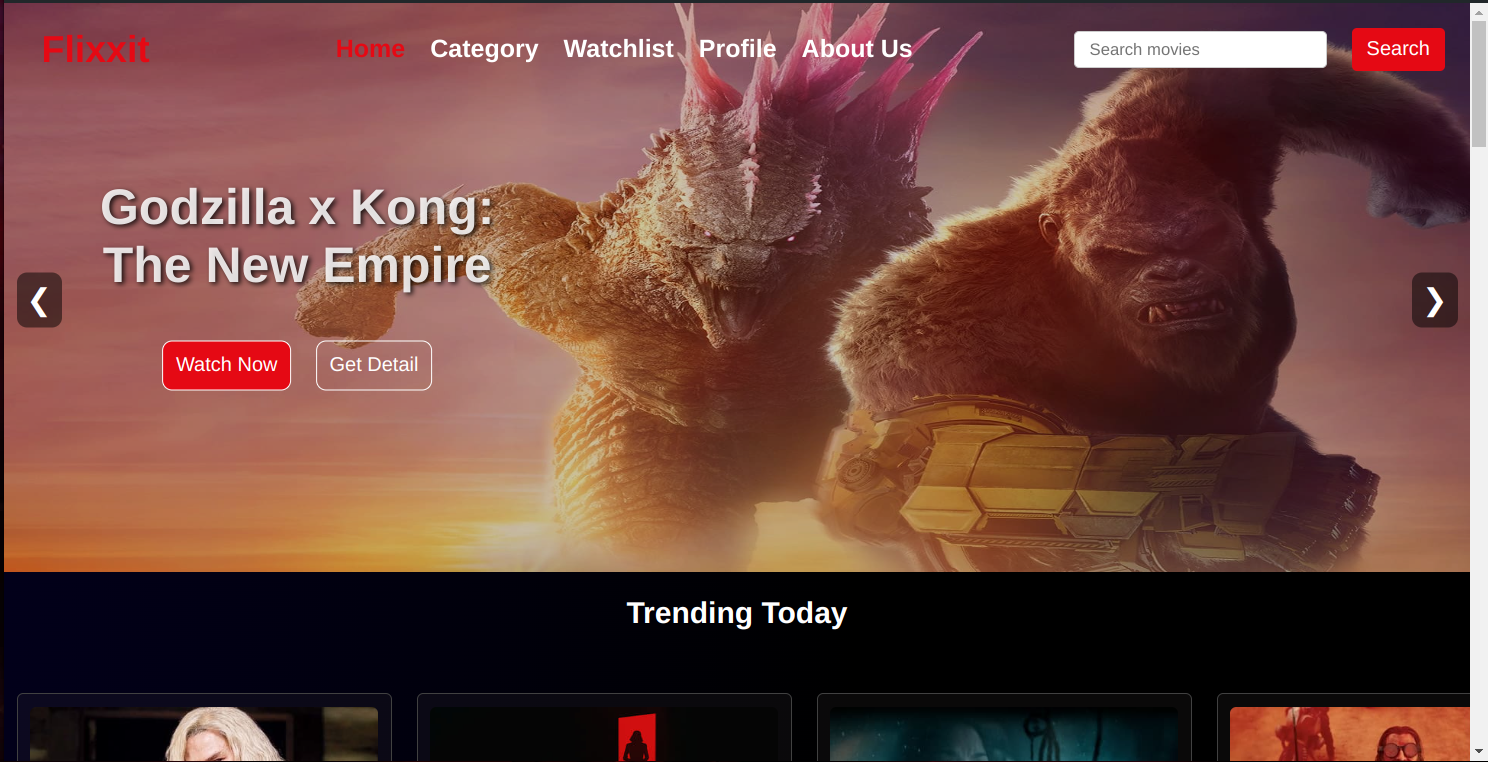 Flixxit
Home Category Watchlist Profile About Us
Search movies
Search
Godzilla x Kong:
The New Empire
❮
❯
Watch Now
Get Detail
Trending Today